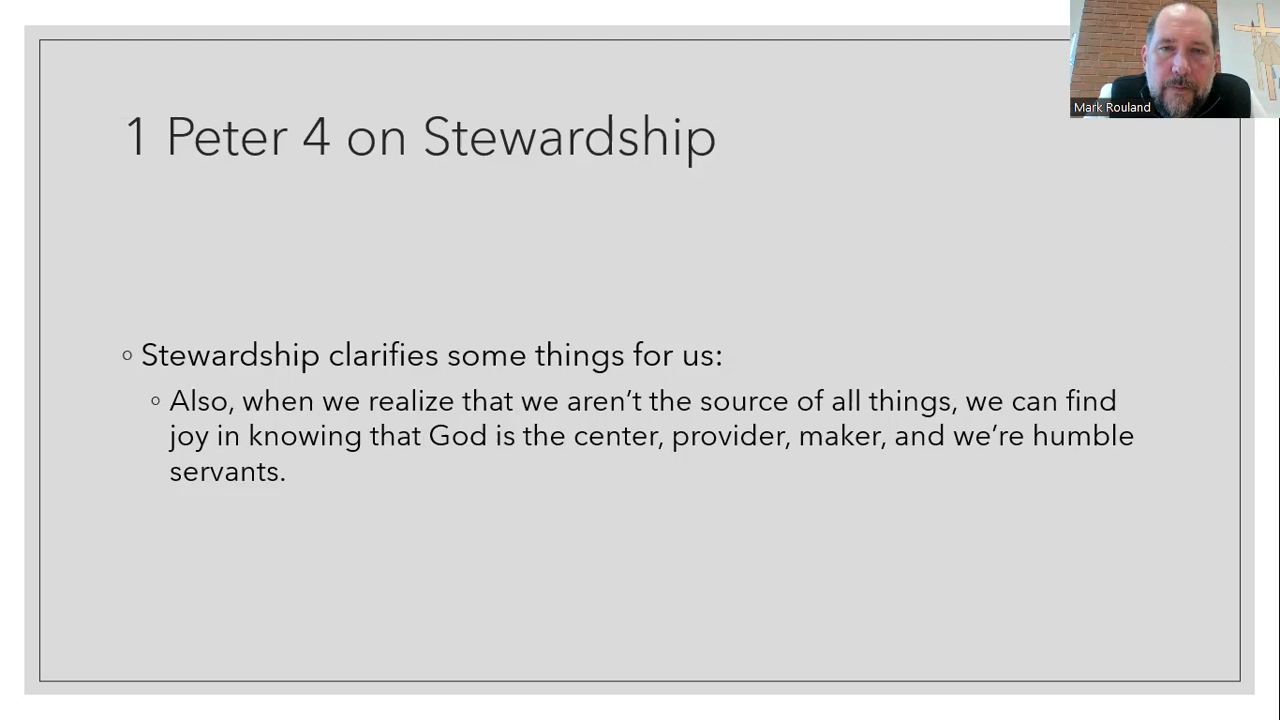 Mark Rouland
1 Peter 4 on Stewardship
◦ Stewardship clarifies some things for us:
◦ Also, when we realize that we aren’t the source of all things, we can find
joy in knowing that God is the center, provider, maker, and we’re humble
servants.